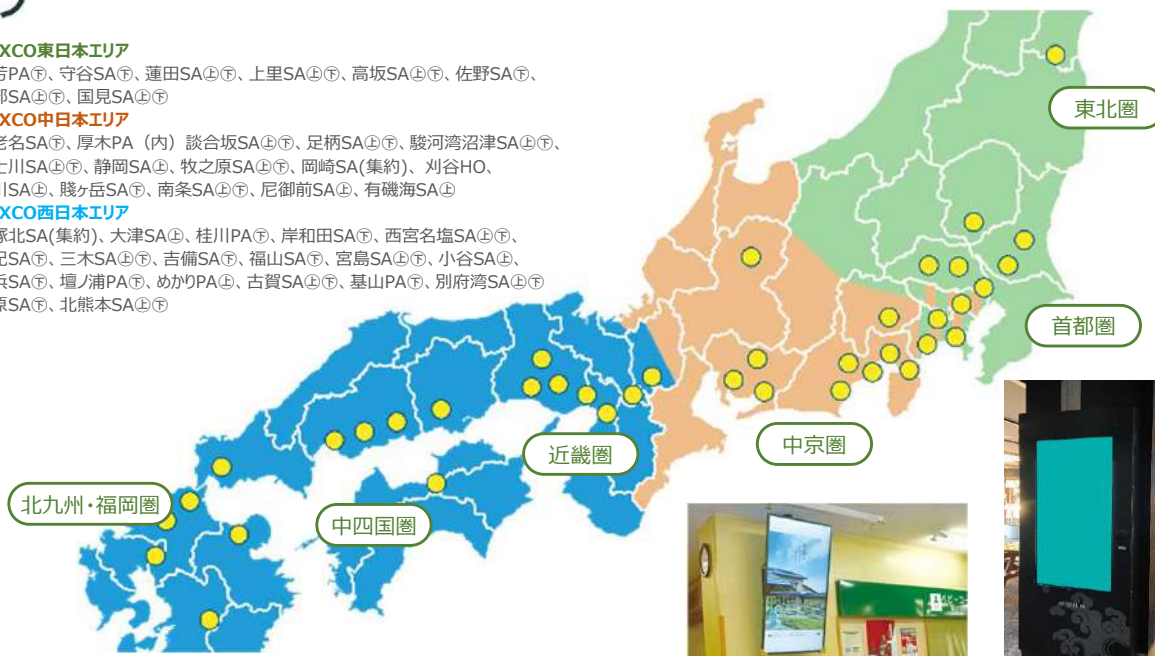 XCO東日本エリア
PA㊦、守谷SA㊦、蓮田SA㊤㊦、上里SA㊤㊦、高坂SA㊤㊦、佐野SA㊦、
SA㊤㊦、国見SA㊤㊦
XCO中日本エリア
老名SA㊦、厚木PA（内）談合坂SA㊤㊦、足柄SA㊤㊦、駿河湾沼津SA㊤㊦、
士川SA㊤㊦、静岡SA㊤、牧之原SA㊤㊦、岡崎SA(集約)、刈谷HO、
川SA㊤、賤ヶ岳SA㊦、南条SA㊤㊦、尼御前SA㊤、有磯海SA㊤
XCO西日本エリア
塚北SA(集約)、大津SA㊤、桂川PA㊦、岸和田SA㊦、西宮名塩SA㊤㊦、
SA㊦、三木SA㊤㊦、吉備SA㊦、福山SA㊦、宮島SA㊤㊦、小谷SA㊤、
浜SA㊦、壇ノ浦PA㊦、めかりPA㊤、古賀SA㊤㊦、基山PA㊦、別府湾SA㊤㊦
原SA㊦、北熊本SA㊤㊦
東北圏
首都圏
中京圏
近畿圏
中四国圏
北九州・福岡圏